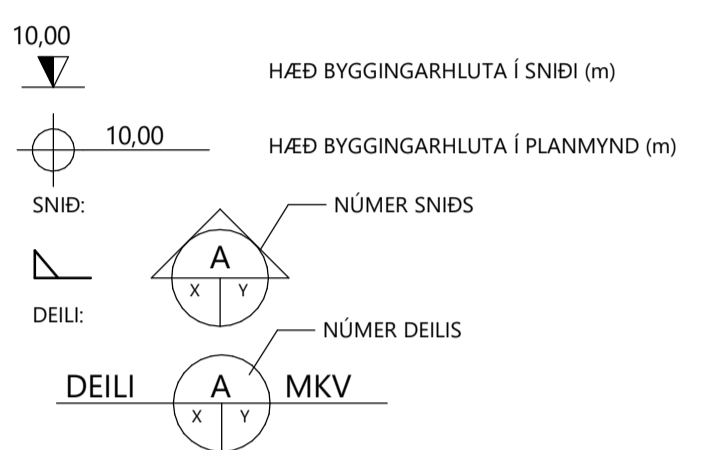 10,00
HÆÐ BYGGINGARHLUTA Í SNIÐI (m)
10,00
HÆÐ BYGGINGARHLUTA Í PLANMYND (m)
SNIÐ:
NÚMER SNIÐS
A
X Y
DEILI:
NÚMER DEILIS
DEILI A MKV
X Y